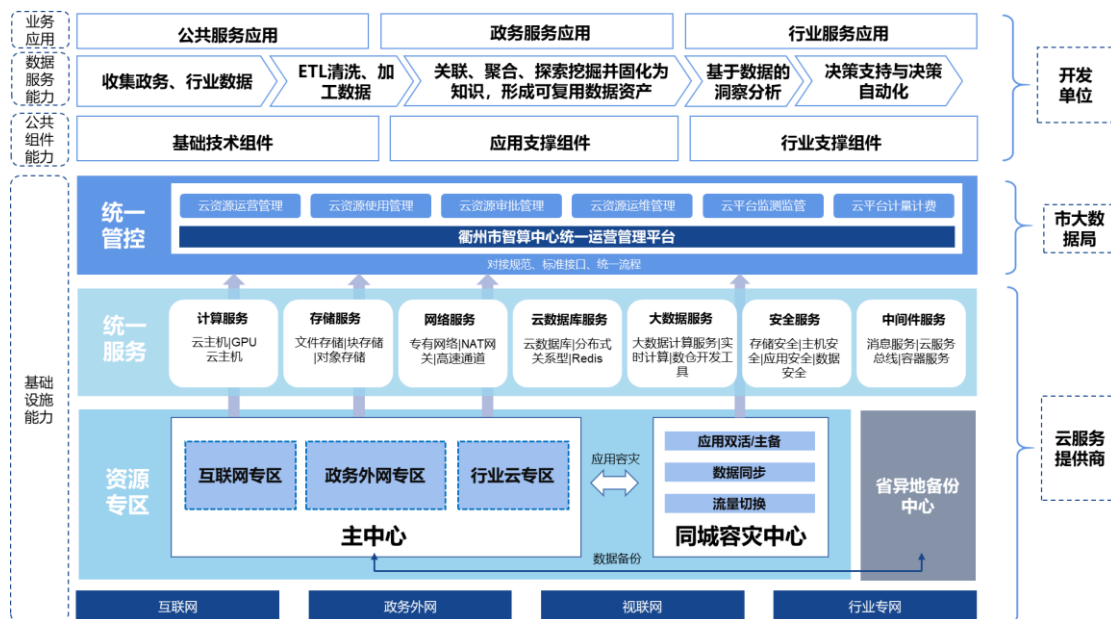 业务
应用
公共服务应用
政务服务应用
行业服务应用
数据
服务
能力
收集政务、行业数据
ETL清洗、加
工数据
关联、聚合、探索挖掘并固化为
知识，形成可复用数据资产
基于数据的
洞察分析
决策支持与决策
自动化
开发
单位
公共
组件
能力
基础技术组件
应用支撑组件
行业支撑组件
基础
设施
能力
统一
管控
云资源运营管理
云资源使用管理
云资源审批管理
云资源运维管理
云平台监测监管
云平台计量计费
衢州市智算中心统一运营管理平台
对接规范、标准接口、统一流程
市大数
据局
统一
服务
计算服务
云主机|GPU
云主机
存储服务
文件存储|块存储
|对象存储
网络服务
专有网络|NAT网
关|高速通道
云数据库服务
云数据库|分布式
关系型|Redis
大数据服务
大数据计算服务|实
时计算|数仓开发工
具
安全服务
存储安全|主机安
全|应用安全|数据
安全
中间件服务
消息服务|云服务
总线|容器服务
资源
专区
互联网专区
政务外网专区
行业云专区
主中心
应用容灾
应用双活/主备
数据同步
流量切换
同城容灾中心
数据备份
省异地备份
中心
云服务
提供商
互联网
政务外网
视联网
行业专网